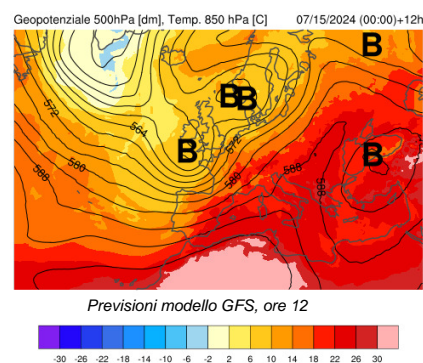 Geopotenziale 500hPa [dm], Temp. 850 hPa [C] 07/15/2024 (00:00)+12h
B
572
B B
564
572
B
B
588
580
580
588
588
Previsioni modello GFS, ore 12
-30 -26 -22 -18 -14 -10 -6 -2 2 6 10 14 18 22 26 30